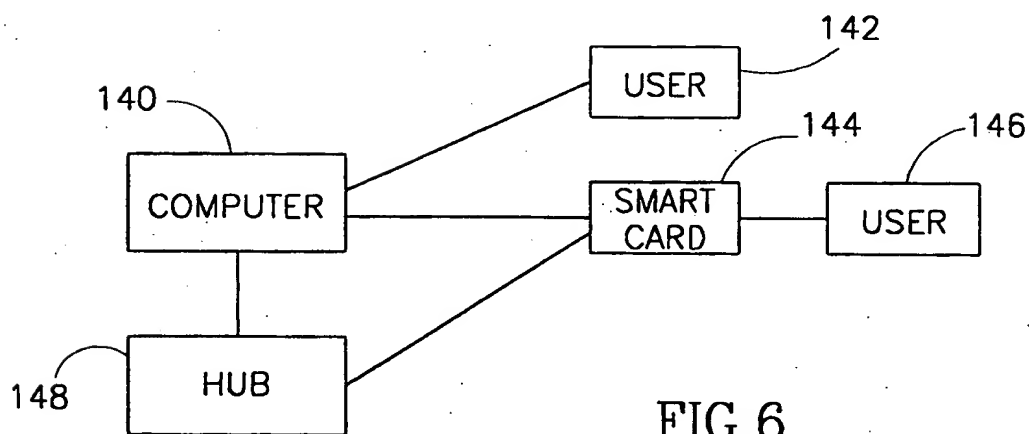 142
USER
140
144
146
COMPUTER
SMART
CARD
USER
148
HUB
FIG 6